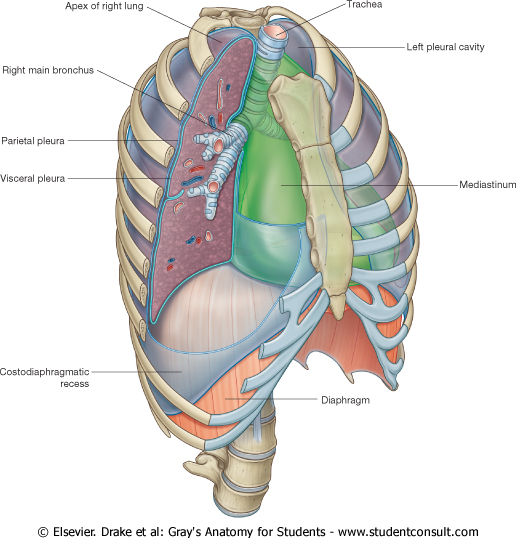 Apex of right lung
Trachea
Left pleural cavity
Right main bronchus
Parietal pleura
Visceral pleura
Mediastinum
Costodiaphragmatic
recess
Diaphragm
© Elsevier. Drake et al: Gray's Anatomy for Students - www.studentconsult.com